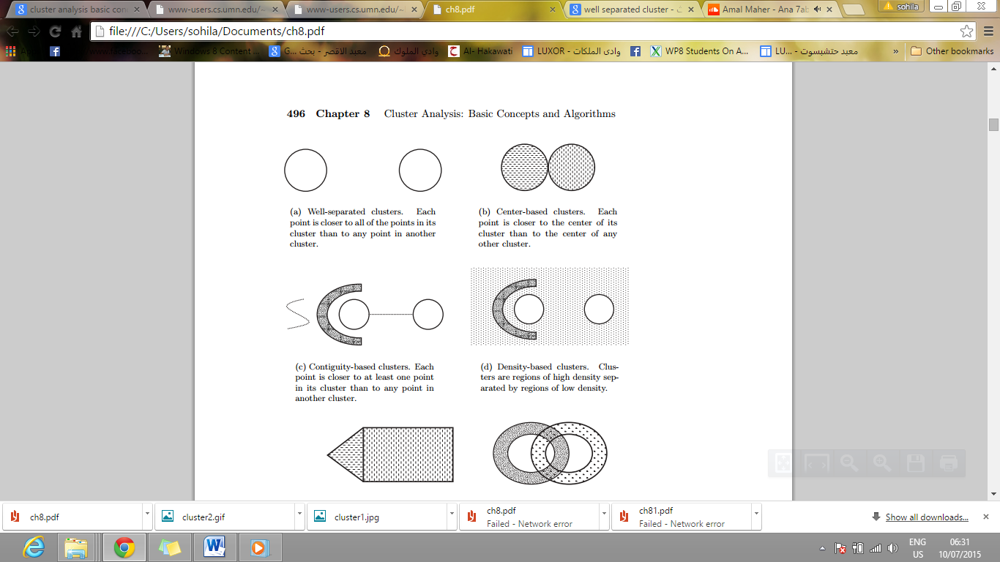 cluster analysis basic con
www-users.cs.umn.edu/~
www-users.cs.umn.edu/~
ch8.pdf
well separated cluster - ث
Amal Maher - Ana 7ab
sohila
file:///C:/Users/sohila/Documents/ch8.pdf
Windows 8 Content ...
G... معبد الاقصر - بحث
وادي الملوك
Al- Hakawati
LUXOR - وادى الملكات
WP8 Students On A...
LU... - معبد حتشبسوت
»
Other bookmarks
496 Chapter 8 Cluster Analysis: Basic Concepts and Algorithms
(a) Well-separated clusters. Each
point is closer to all of the points in its
cluster than to any point in another
cluster.
(b) Center-based clusters. Each
point is closer to the center of its
cluster than to the center of any
other cluster.
(c) Contiguity-based clusters. Each
point is closer to at least one point
in its cluster than to any point in
another cluster.
(d) Density-based clusters. Clus-
ters are regions of high density sep-
arated by regions of low density.
ch8.pdf
cluster2.gif
cluster1.jpg
ch8.pdf
Failed - Network error
ch81.pdf
Failed - Network error
Show all downloads...
ENG
US
06:31
10/07/2015